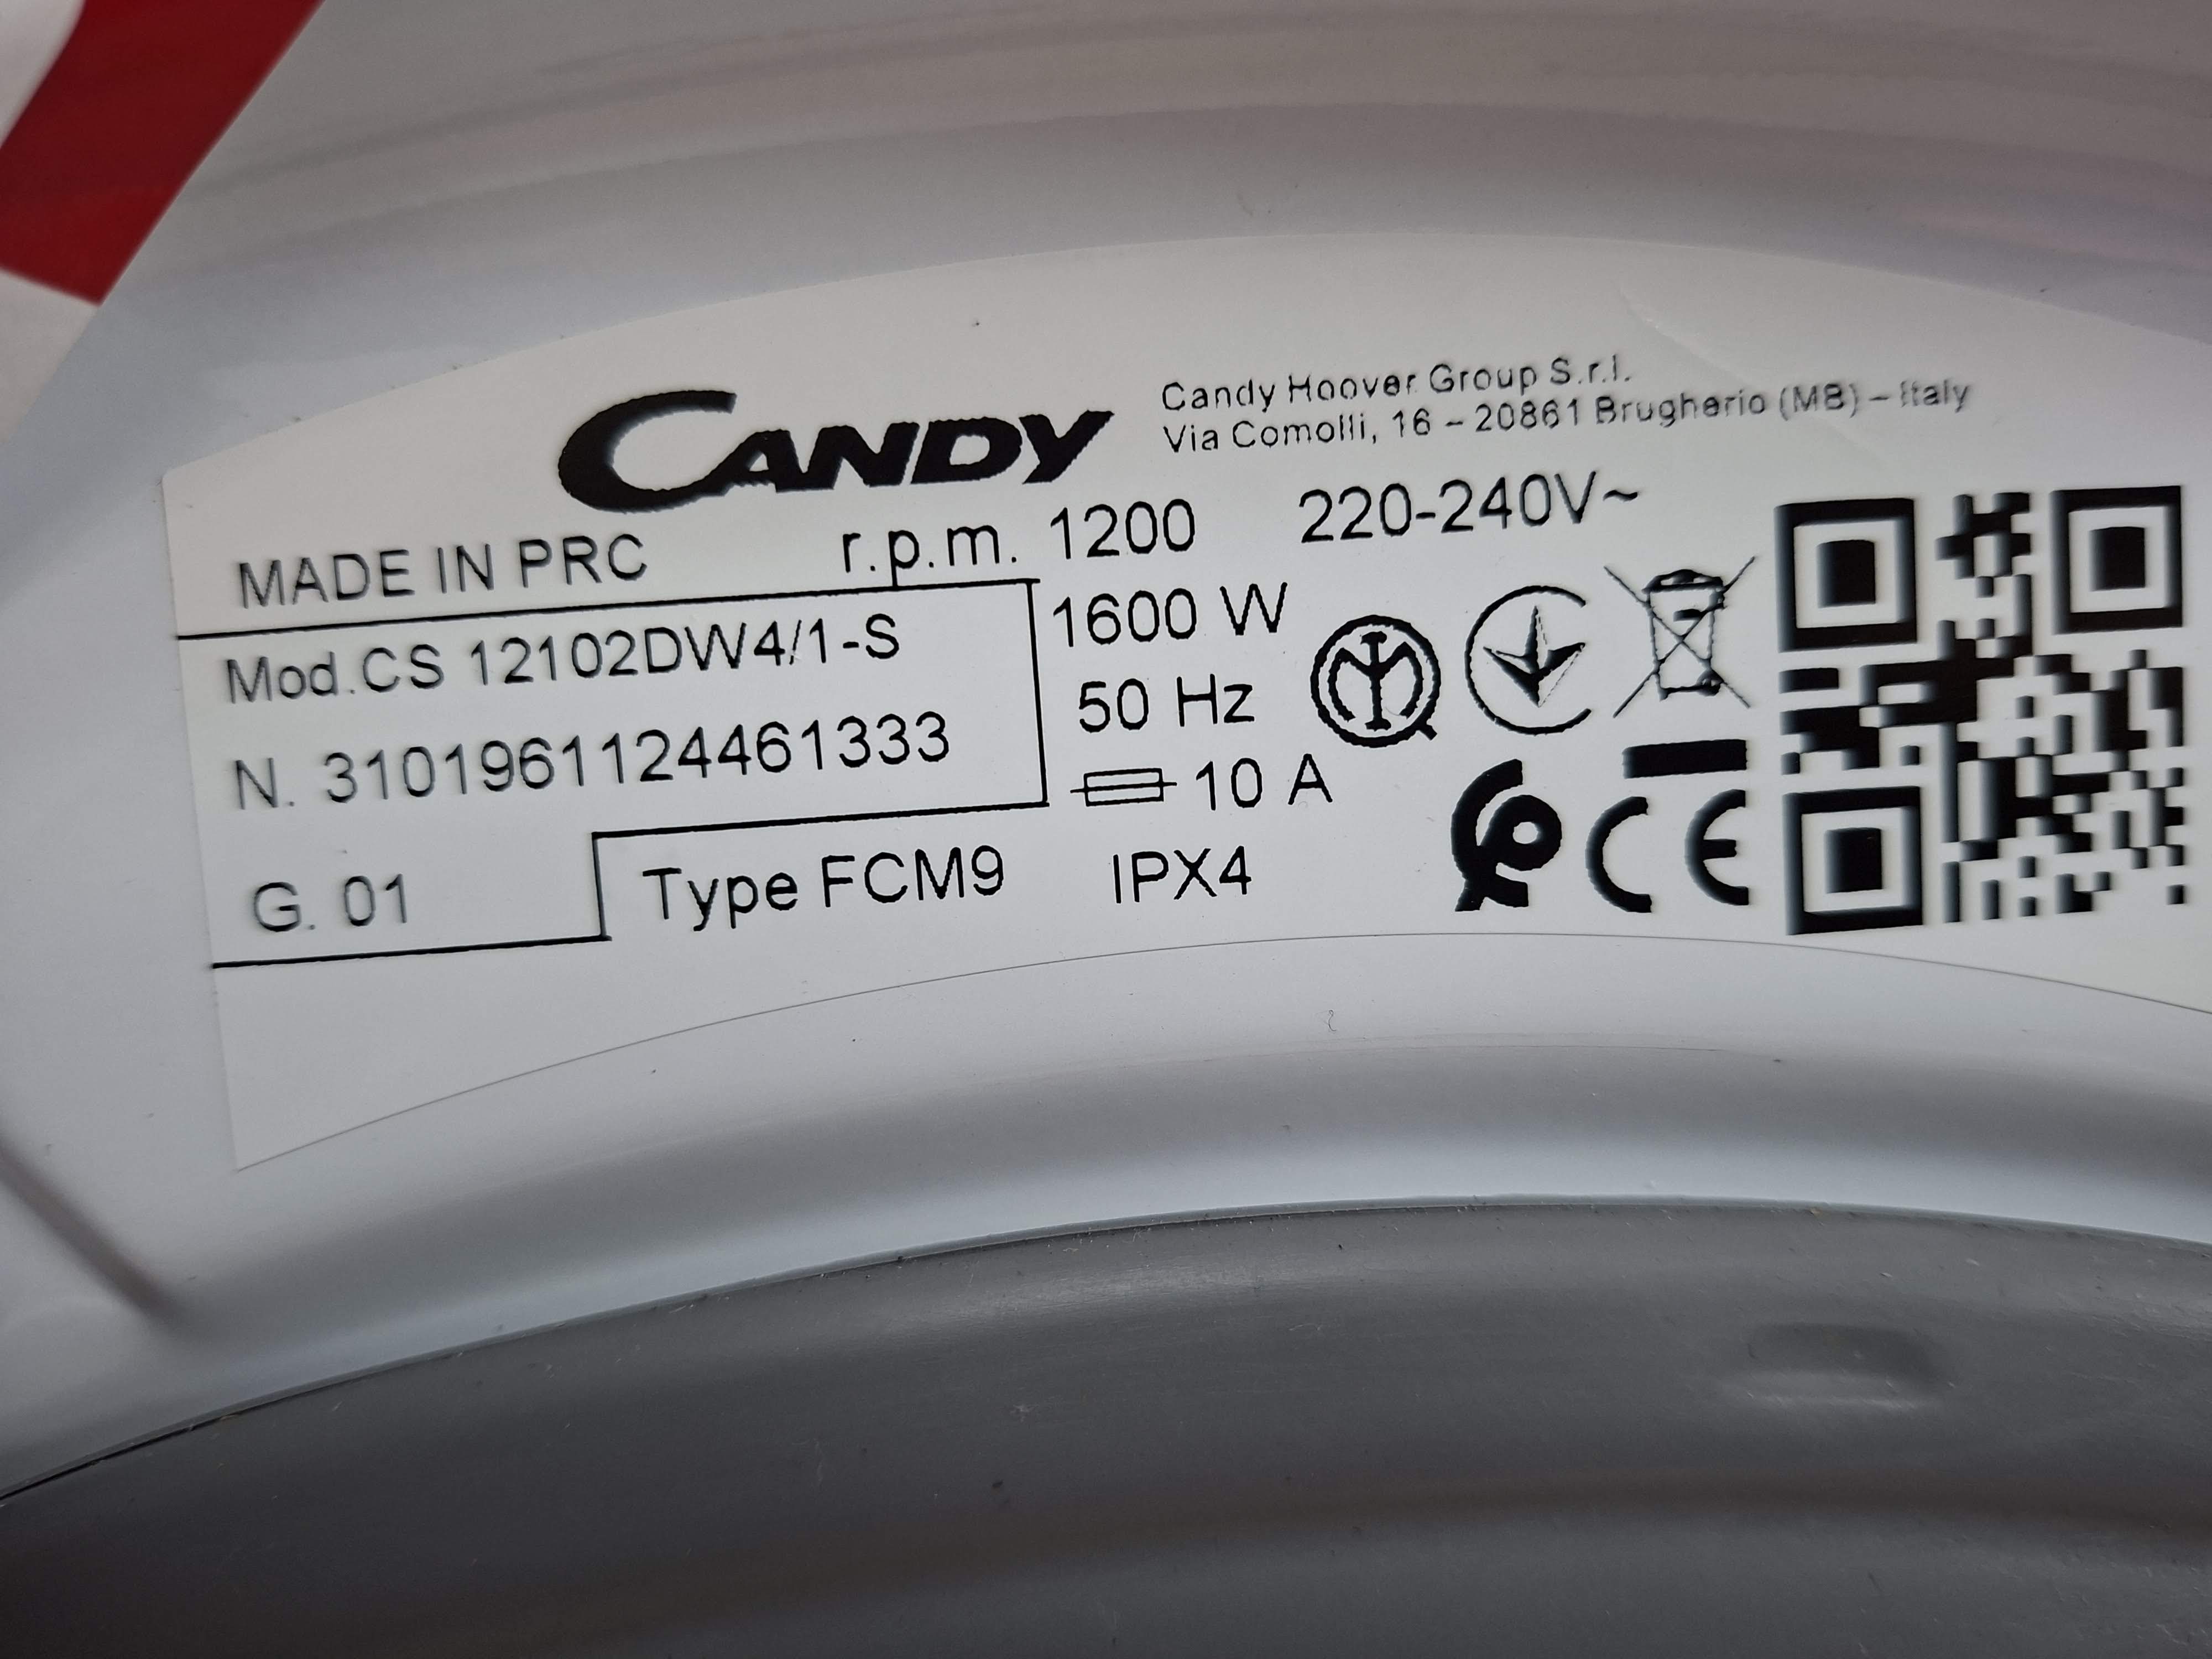 CANDY
Candy Hoover Group S.r.l.
Via Comolli, 16 – 20861 Brugherio (MB) – Italy
MADE IN PRC
r.p.m. 1200
220-240V~
Mod.CS 12102DW4/1-S
1600 W
N. 3101961124461333
50 Hz
10 A
G. 01
Type FCM9
IPX4
CE